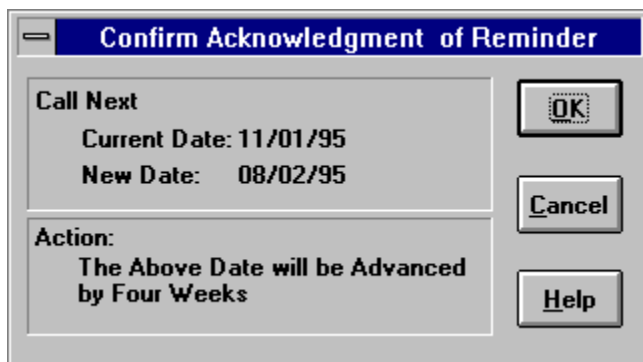 Confirm Acknowledgment of Reminder
Call Next
Current Date: 11/01/95
New Date: 08/02/95
Action:
The Above Date will be Advanced
by Four Weeks
OK
Cancel
Help